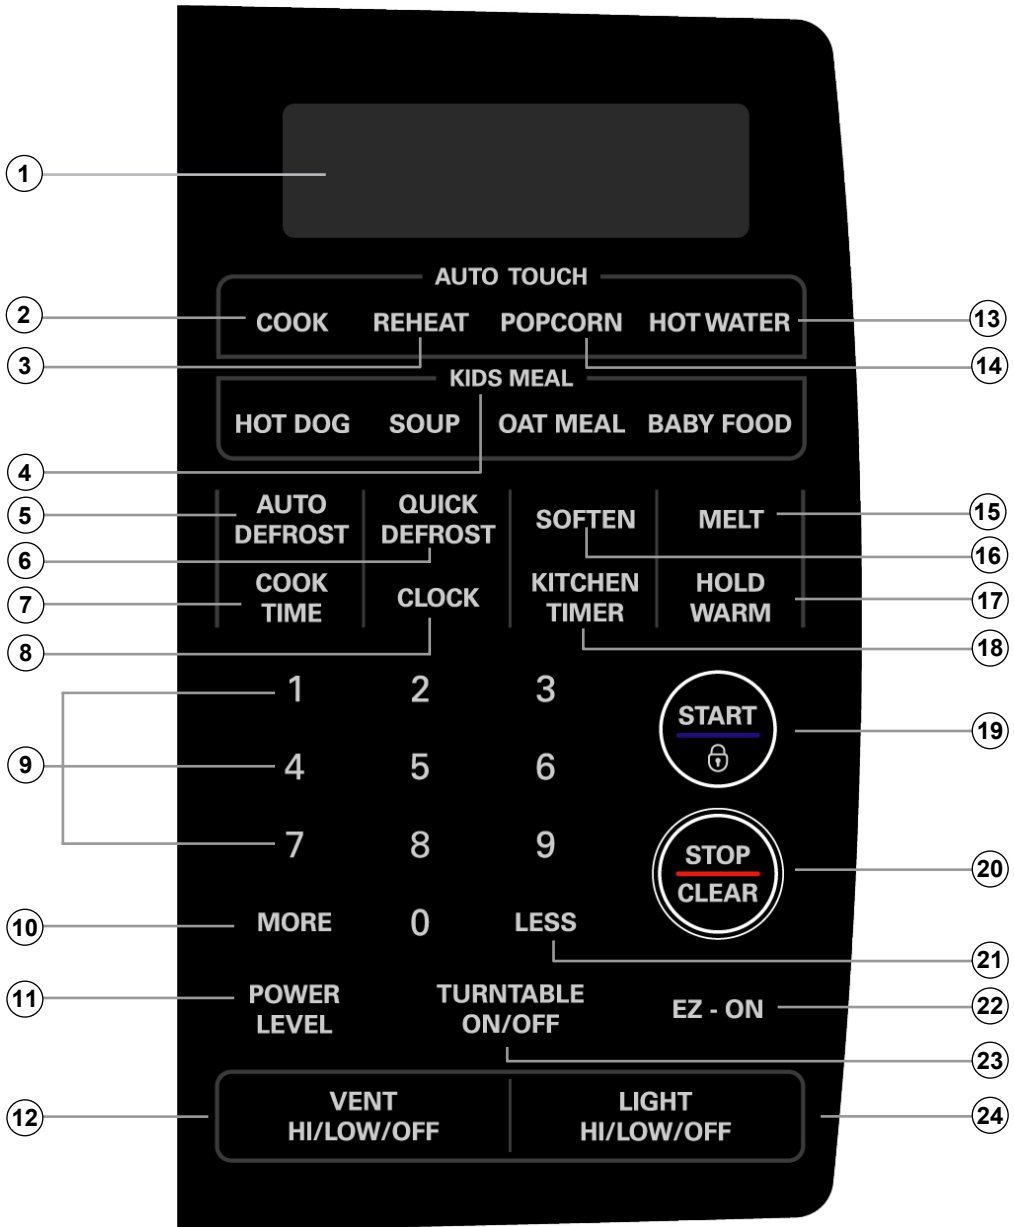 1
AUTO TOUCH
2
COOK REHEAT POPCORN HOT WATER
13
3
14
KIDS MEAL
HOT DOG SOUP OAT MEAL BABY FOOD
4
5
AUTO
DEFROST
QUICK
DEFROST
SOFTEN
MELT
15
6
16
7
COOK
TIME
CLOCK
KITCHEN
TIMER
HOLD
WARM
17
8
18
1 2 3
START
19
9
4 5 6
7 8 9
STOP
CLEAR
20
10
MORE 0 LESS
21
11
POWER
LEVEL
TURNTABLE
ON/OFF
EZ - ON
22
23
12
VENT
HI/LOW/OFF
LIGHT
HI/LOW/OFF
24